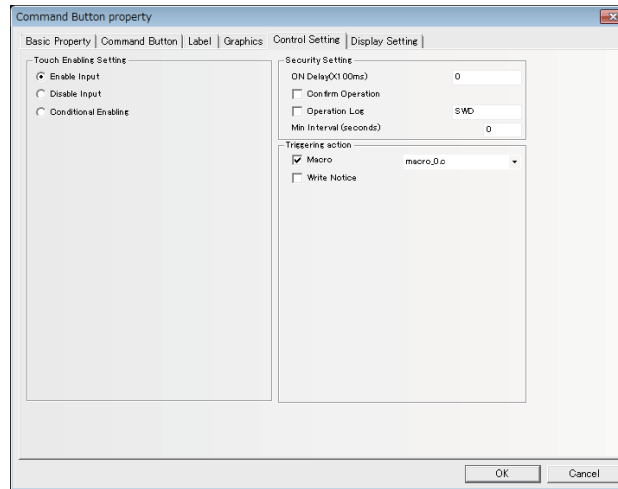 Command Button property
Basic Property Command Button Label Graphics Control Setting Display Setting
Touch Enabling Setting
Enable Input
Disable Input
Conditional Enabling
Security Setting
ON Delay(X100ms) 0
Confirm Operation
Operation Log SWD
Min Interval (seconds) 0
Triggering action
Macro macro_0.c
Write Notice
OK Cancel